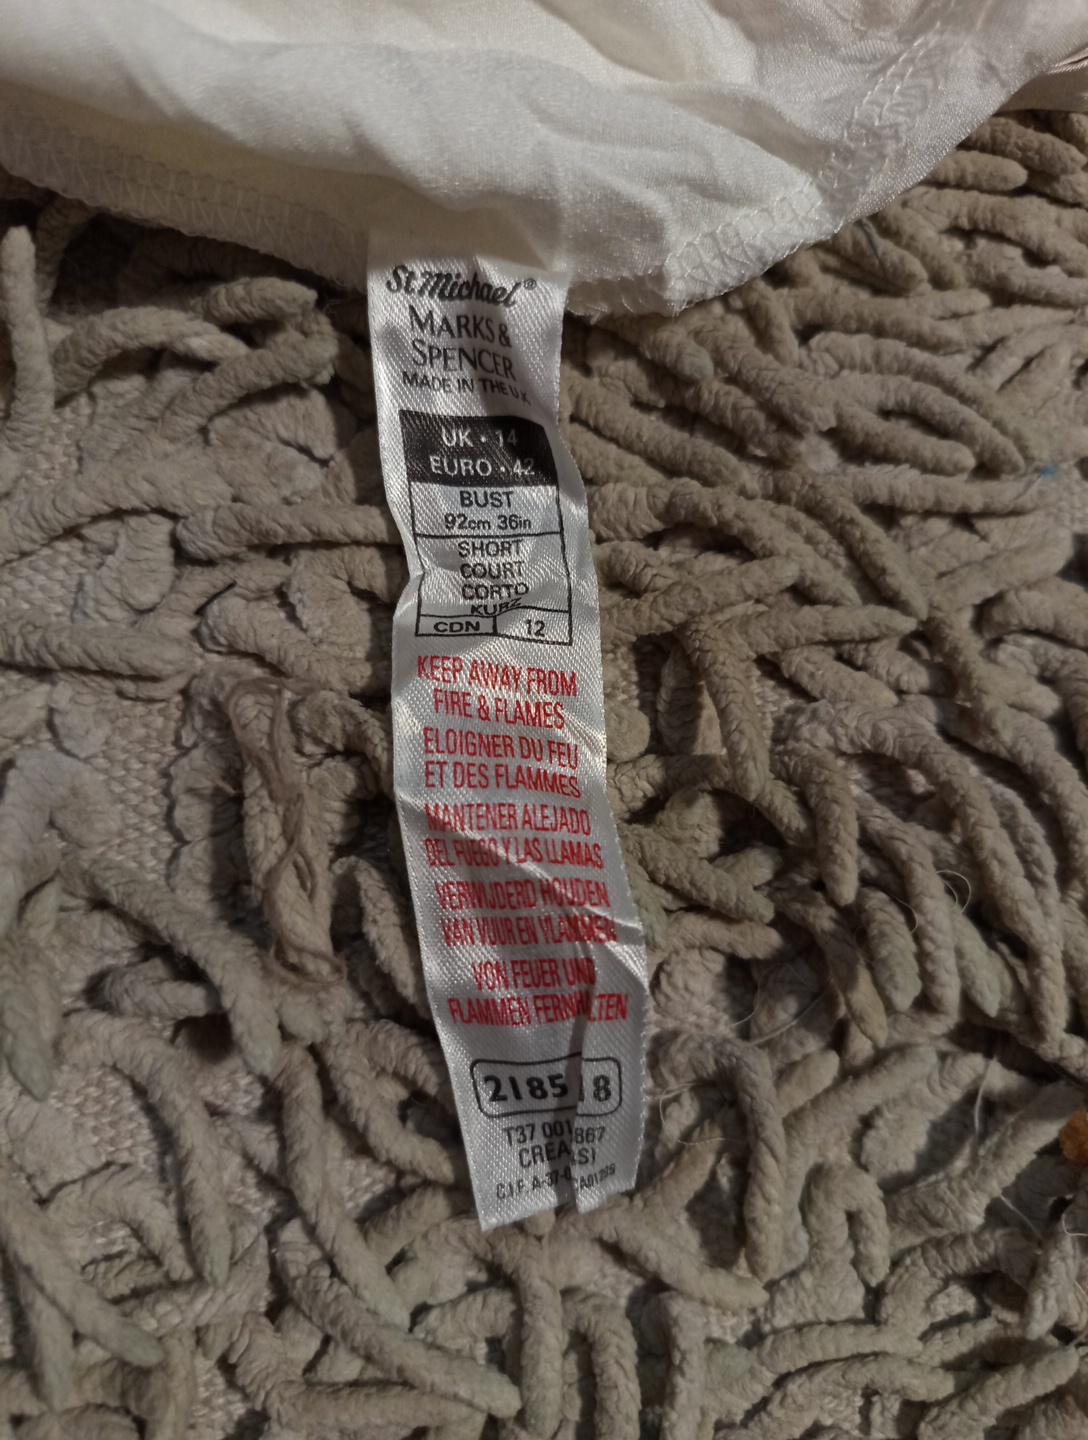 St Michael®
MARKS &
SPENCER
MADE IN THE UK
UK · 14
EURO · 42
BUST
92cm 36in
SHORT
COURT
CORTO
KURZ
CDN 12
KEEP AWAY FROM
FIRE & FLAMES
ELOIGNER DU FEU
ET DES FLAMMES
MANTENER ALEJADO
DEL FUEGO Y LAS LLAMAS
VERWIJDERD HOUDEN
VAN VUUR EN VLAMMEN
VON FEUER UND
FLAMMEN FERNHALTEN
T37
C.I.F.